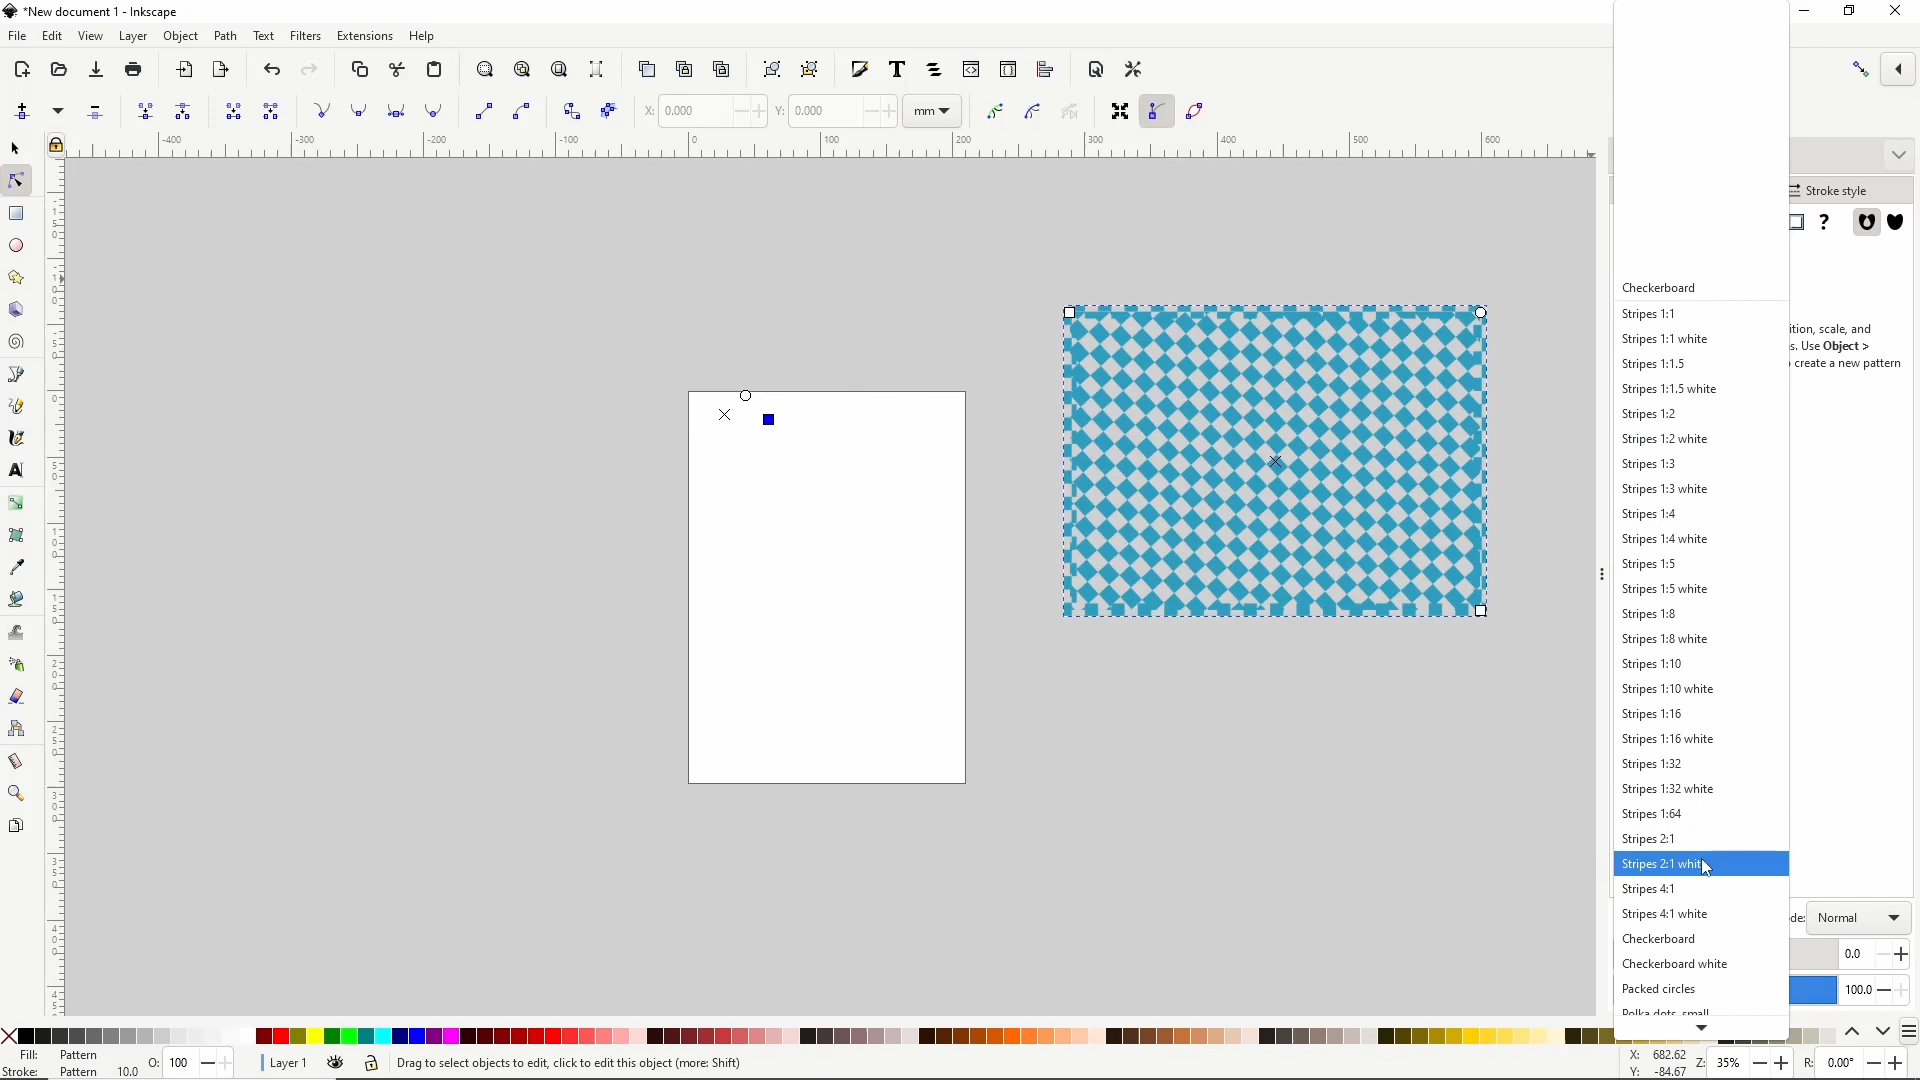 *New document 1 - Inkscape
File Edit View Layer Object Path Text Filters Extensions Help
X: 0.000 Y: 0.000 mm
-400 -300 -200 -100 0 100 200 300 400 500 600
Stroke style
?
Checkerboard
Stripes 1:1
Stripes 1:1 white
ition, scale, and
s. Use Object >
create a new pattern
Stripes 1:1.5
Stripes 1:1.5 white
Stripes 1:2
Stripes 1:2 white
Stripes 1:3
Stripes 1:3 white
Stripes 1:4
Stripes 1:4 white
Stripes 1:5
Stripes 1:5 white
Stripes 1:8
Stripes 1:8 white
Stripes 1:10
Stripes 1:10 white
Stripes 1:16
Stripes 1:16 white
Stripes 1:32
Stripes 1:32 white
Stripes 1:64
Stripes 2:1
Stripes 2:1 whit
Stripes 4:1
Stripes 4:1 white
de: Normal
Checkerboard
0.0
Checkerboard white
Packed circles
100.0
Polka dots, small
Fill: Pattern
Stroke: Pattern 10.0 O: 100 Layer 1 Drag to select objects to edit, click to edit this object (more: Shift)
X: 682.62
Y: -84.67
Z: 35% R: 0.00°